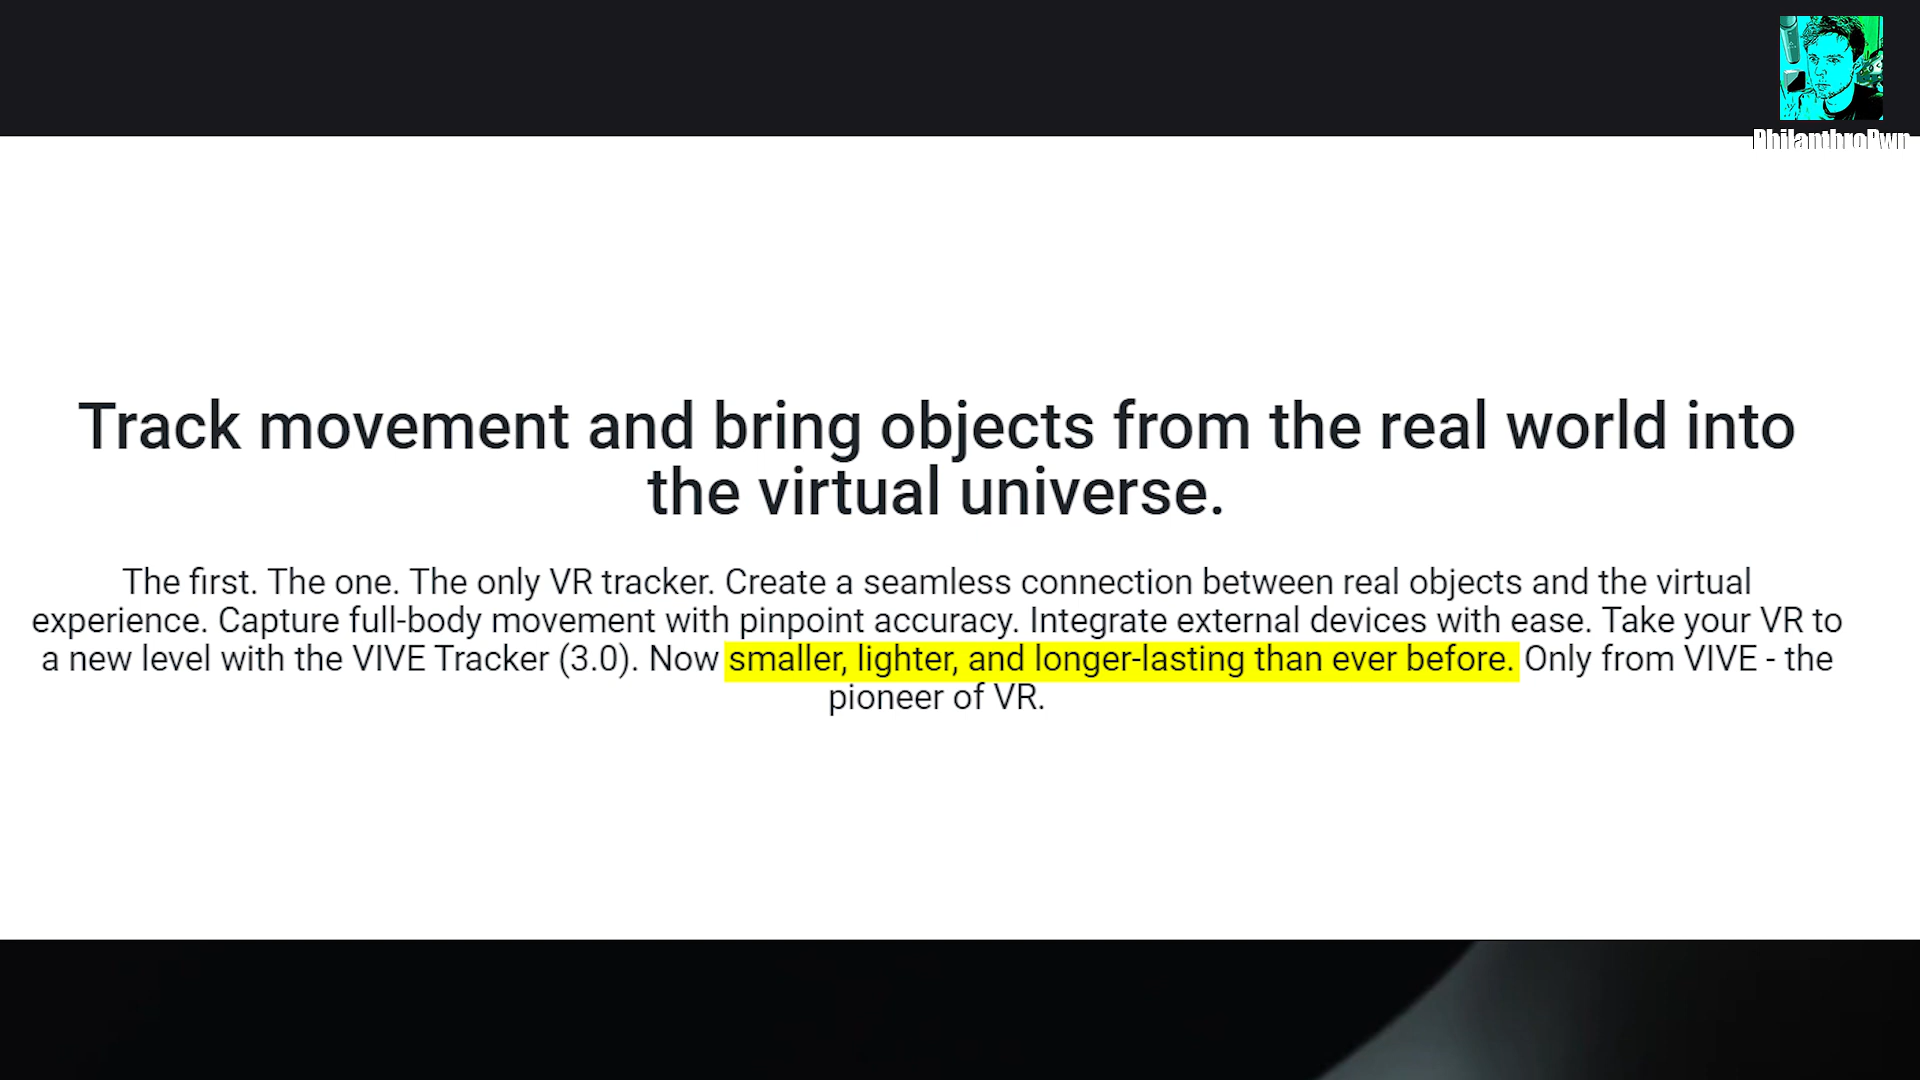 PhilanthroPwn
Track movement and bring objects from the real world into
the virtual universe.
The first. The one. The only VR tracker. Create a seamless connection between real objects and the virtual
experience. Capture full-body movement with pinpoint accuracy. Integrate external devices with ease. Take your VR to
a new level with the VIVE Tracker (3.0). Now smaller, lighter, and longer-lasting than ever before. Only from VIVE - the
pioneer of VR.